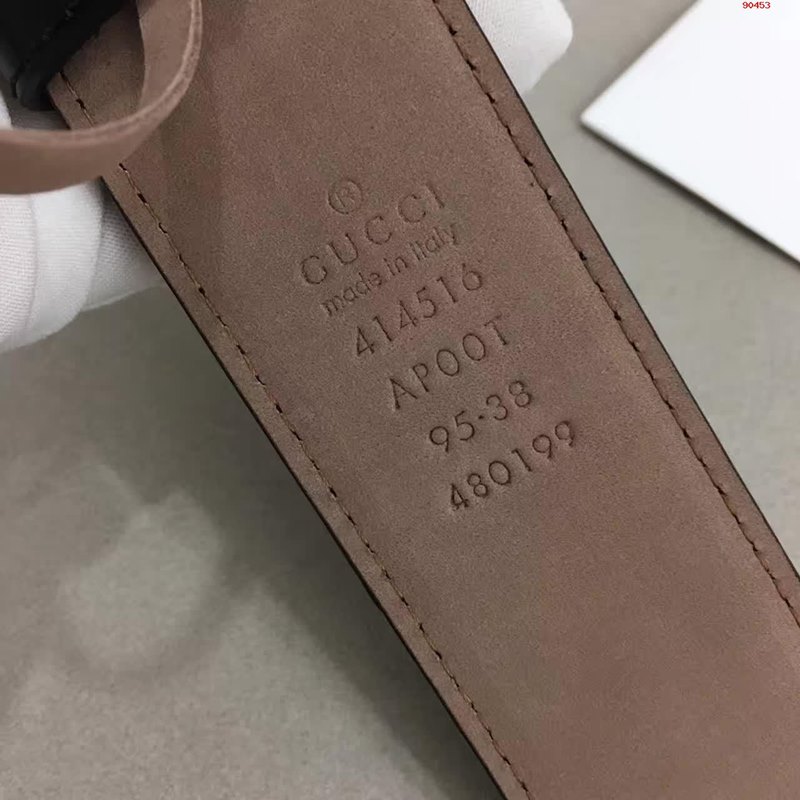 90453
®
GUCCI
made in italy
414516
AP00T
95·38
480199